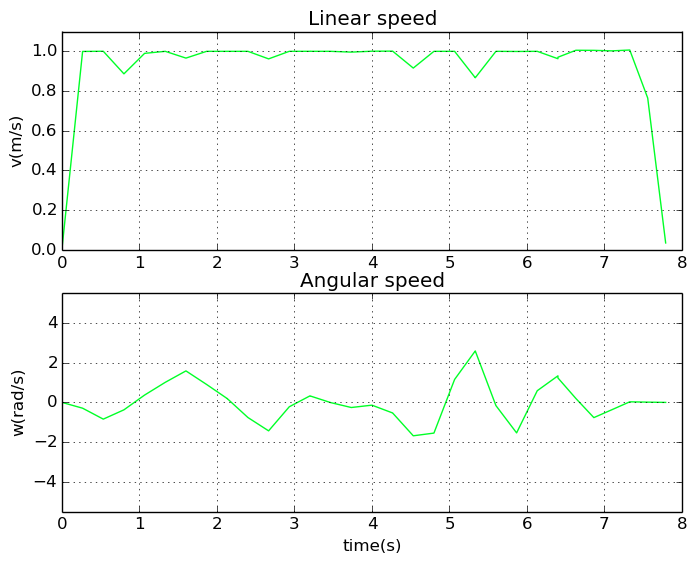 Linear speed
1.0
0.8
0.6
0.4
0.2
0.0
v(m/s)
0 1 2 3 4 5 6 7 8
Angular speed
4
2
0
−2
−4
w(rad/s)
0 1 2 3 4 5 6 7 8
time(s)